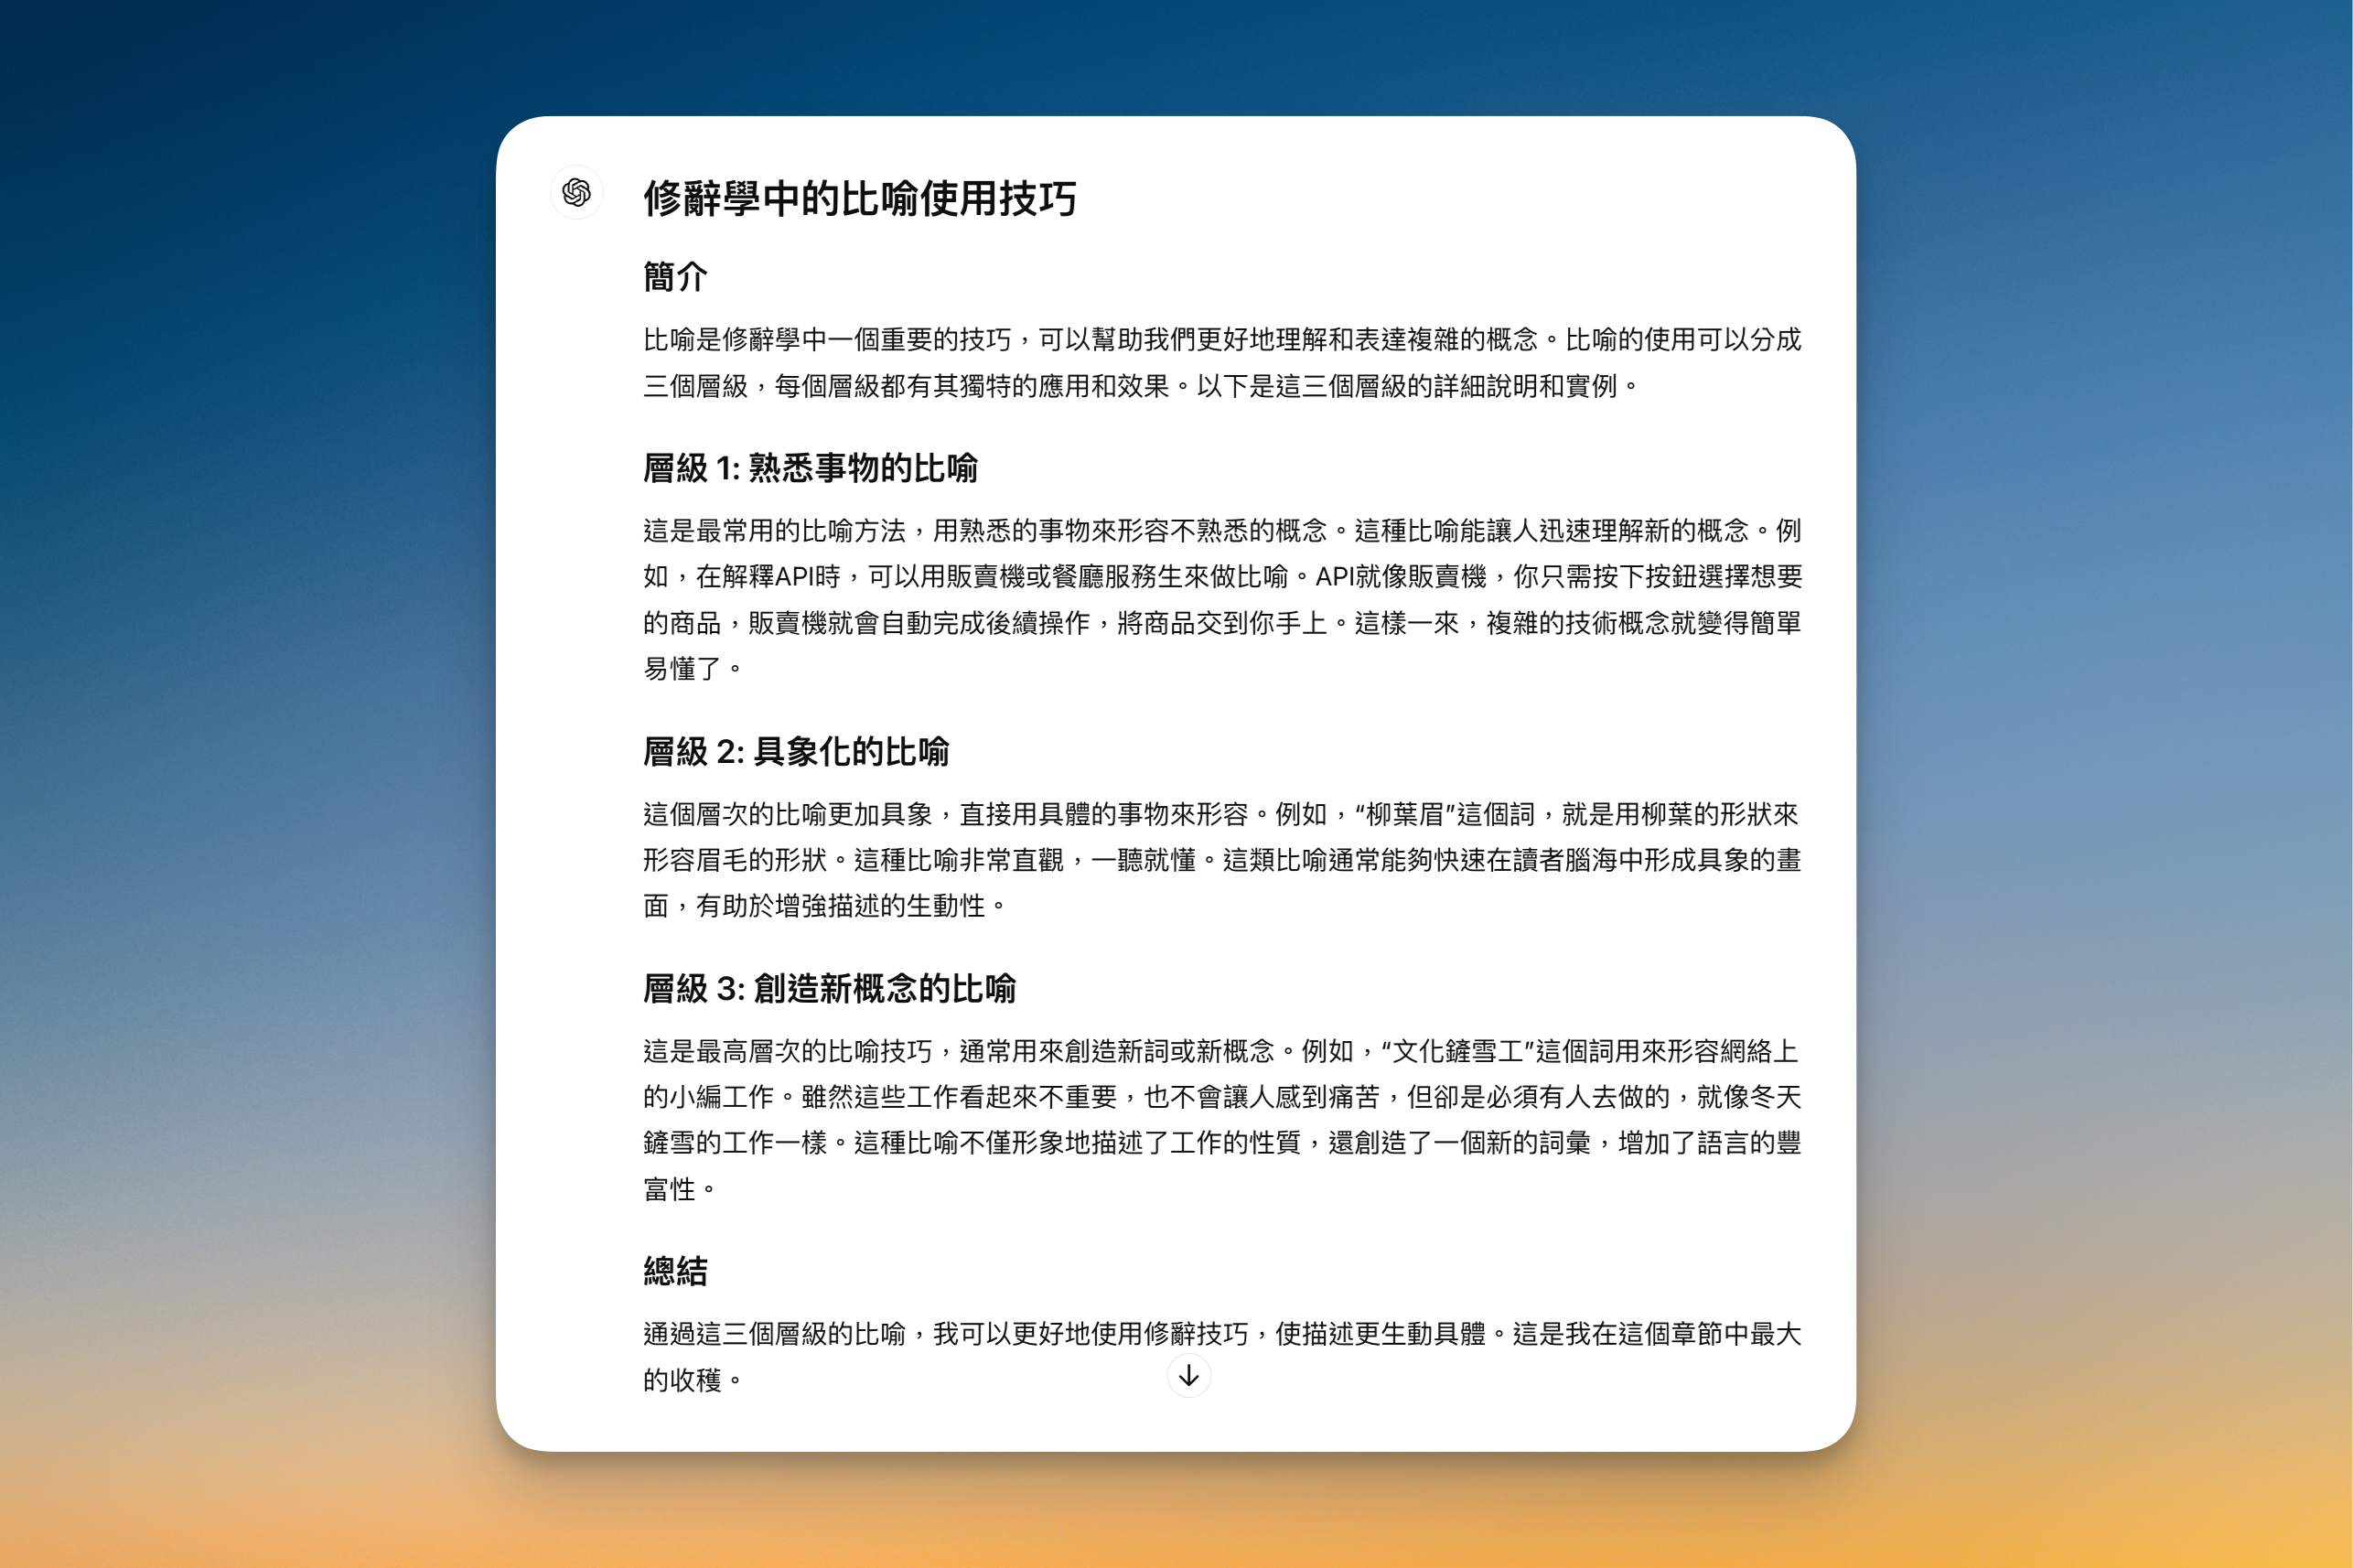 修辭學中的比喻使用技巧
簡介
比喻是修辭學中一個重要的技巧，可以幫助我們更好地理解和表達複雜的概念。比喻的使用可以分成
三個層級，每個層級都有其獨特的應用和效果。以下是這三個層級的詳細說明和實例。
層級 1: 熟悉事物的比喻
這是最常用的比喻方法，用熟悉的事物來形容不熟悉的概念。這種比喻能讓人迅速理解新的概念。例
如，在解釋API時，可以用販賣機或餐廳服務生來做比喻。API就像販賣機，你只需按下按鈕選擇想要
的商品，販賣機就會自動完成後續操作，將商品交到你手上。這樣一來，複雜的技術概念就變得簡單
易懂了。
層級 2: 具象化的比喻
這個層次的比喻更加具象，直接用具體的事物來形容。例如，“柳葉眉”這個詞，就是用柳葉的形狀來
形容眉毛的形狀。這種比喻非常直觀，一聽就懂。這類比喻通常能夠快速在讀者腦海中形成具象的畫
面，有助於增強描述的生動性。
層級 3: 創造新概念的比喻
這是最高層次的比喻技巧，通常用來創造新詞或新概念。例如，“文化鏟雪工”這個詞用來形容網絡上
的小編工作。雖然這些工作看起來不重要，也不會讓人感到痛苦，但卻是必須有人去做的，就像冬天
鏟雪的工作一樣。這種比喻不僅形象地描述了工作的性質，還創造了一個新的詞彙，增加了語言的豐
富性。
總結
通過這三個層級的比喻，我可以更好地使用修辭技巧，使描述更生動具體。這是我在這個章節中最大
的收穫。